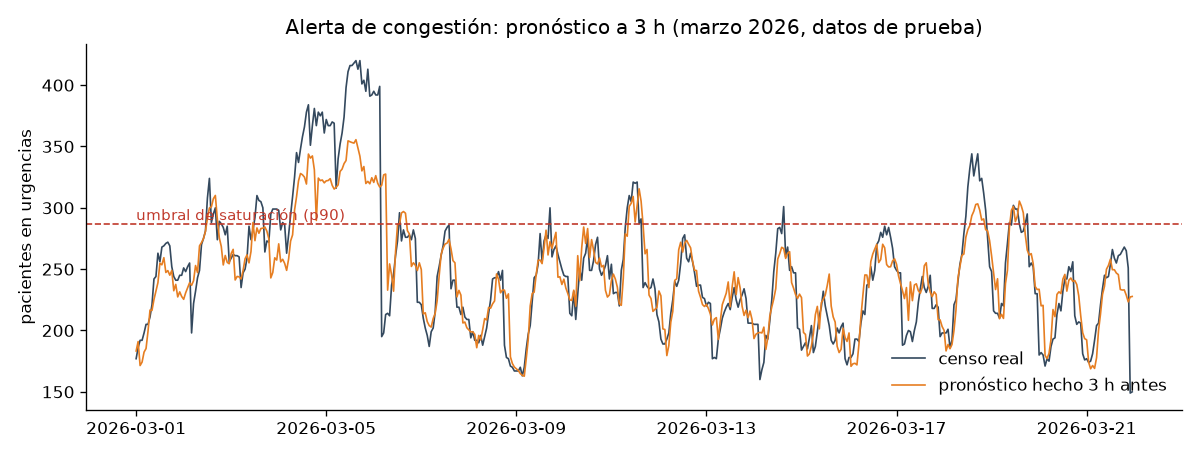 Alerta de congestión: pronóstico a 3 h (marzo 2026, datos de prueba)
pacientes en urgencias
400
350
300
250
200
150
umbral de saturación (p90)
censo real
pronóstico hecho 3 h antes
2026-03-01
2026-03-05
2026-03-09
2026-03-13
2026-03-17
2026-03-21